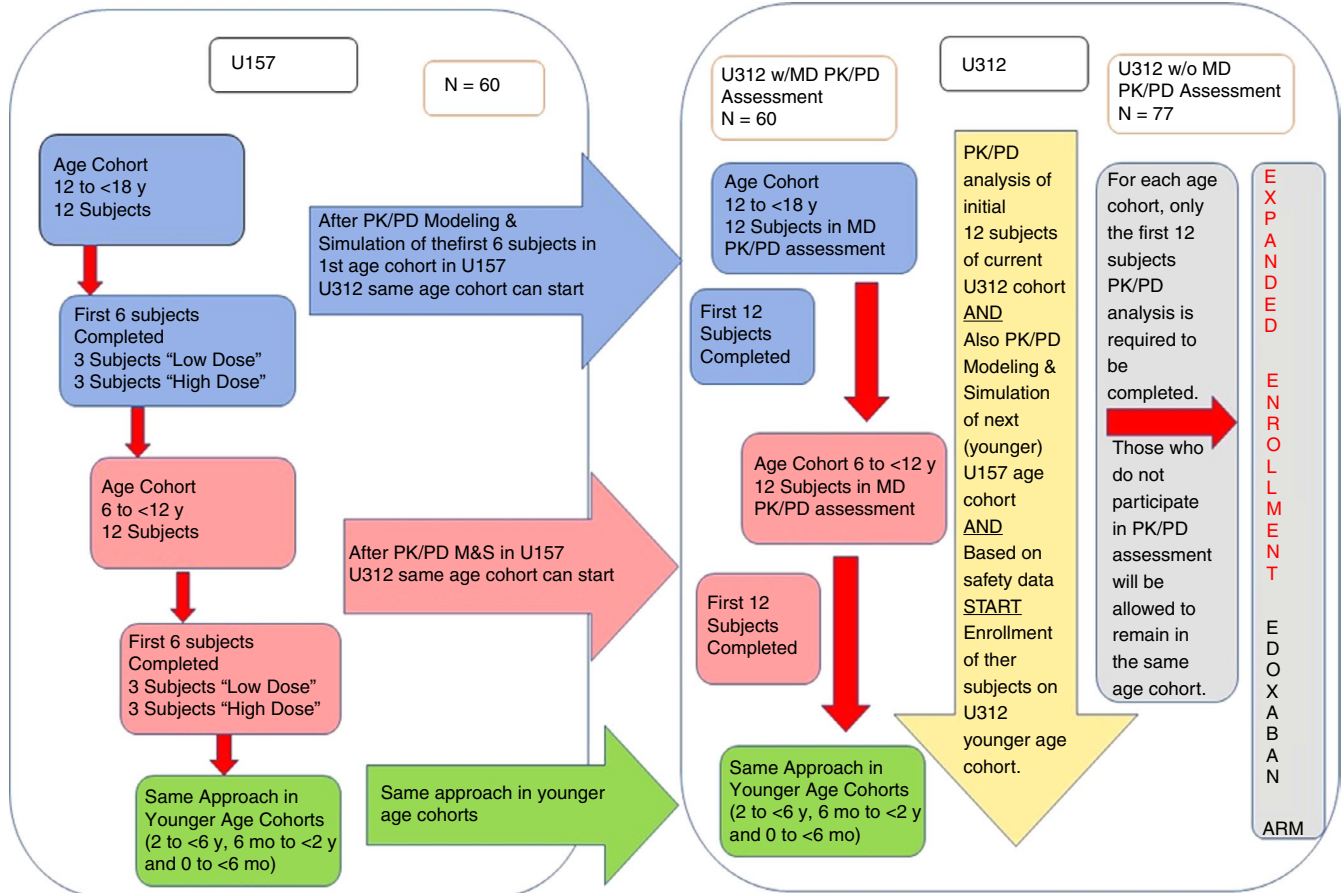 U157
N = 60
Age Cohort
12 to <18 y
12 Subjects
First 6 subjects
Completed
3 Subjects “Low Dose”
3 Subjects “High Dose”
Age Cohort
6 to <12 y
12 Subjects
First 6 subjects
Completed
3 Subjects “Low Dose”
3 Subjects “High Dose”
Same Approach in
Younger Age Cohorts
(2 to <6 y, 6 mo to <2 y
and 0 to <6 mo)
After PK/PD Modeling &
Simulation of thefirst 6 subjects in
1st age cohort in U157
U312 same age cohort can start
After PK/PD M&S in U157
U312 same age cohort can start
Same approach in younger
age cohorts
U312 w/MD PK/PD
Assessment
N = 60
U312
U312 w/o MD
PK/PD Assessment
N = 77
Age Cohort
12 to <18 y
12 Subjects in MD
PK/PD assessment
First 12
Subjects
Completed
Age Cohort 6 to <12 y
12 Subjects in MD
PK/PD assessment
First 12
Subjects
Completed
Same Approach in
Younger Age Cohorts
(2 to <6 y, 6 mo to <2 y
and 0 to <6 mo)
PK/PD
analysis of
initial
12 subjects
of current
U312 cohort
AND
Also PK/PD
Modeling &
Simulation
of next
(younger)
U157 age
cohort
AND
Based on
safety data
START
Enrollment
of ther
subjects on
U312
younger age
cohort.
For each age
cohort, only
the first 12
subjects
PK/PD
analysis is
required to
be
completed.
Those who
do not
participate
in PK/PD
assessment
will be
allowed to
remain in
the same
age cohort.
EXPANDED
ENROLLMENT
EDOXABAN
ARM